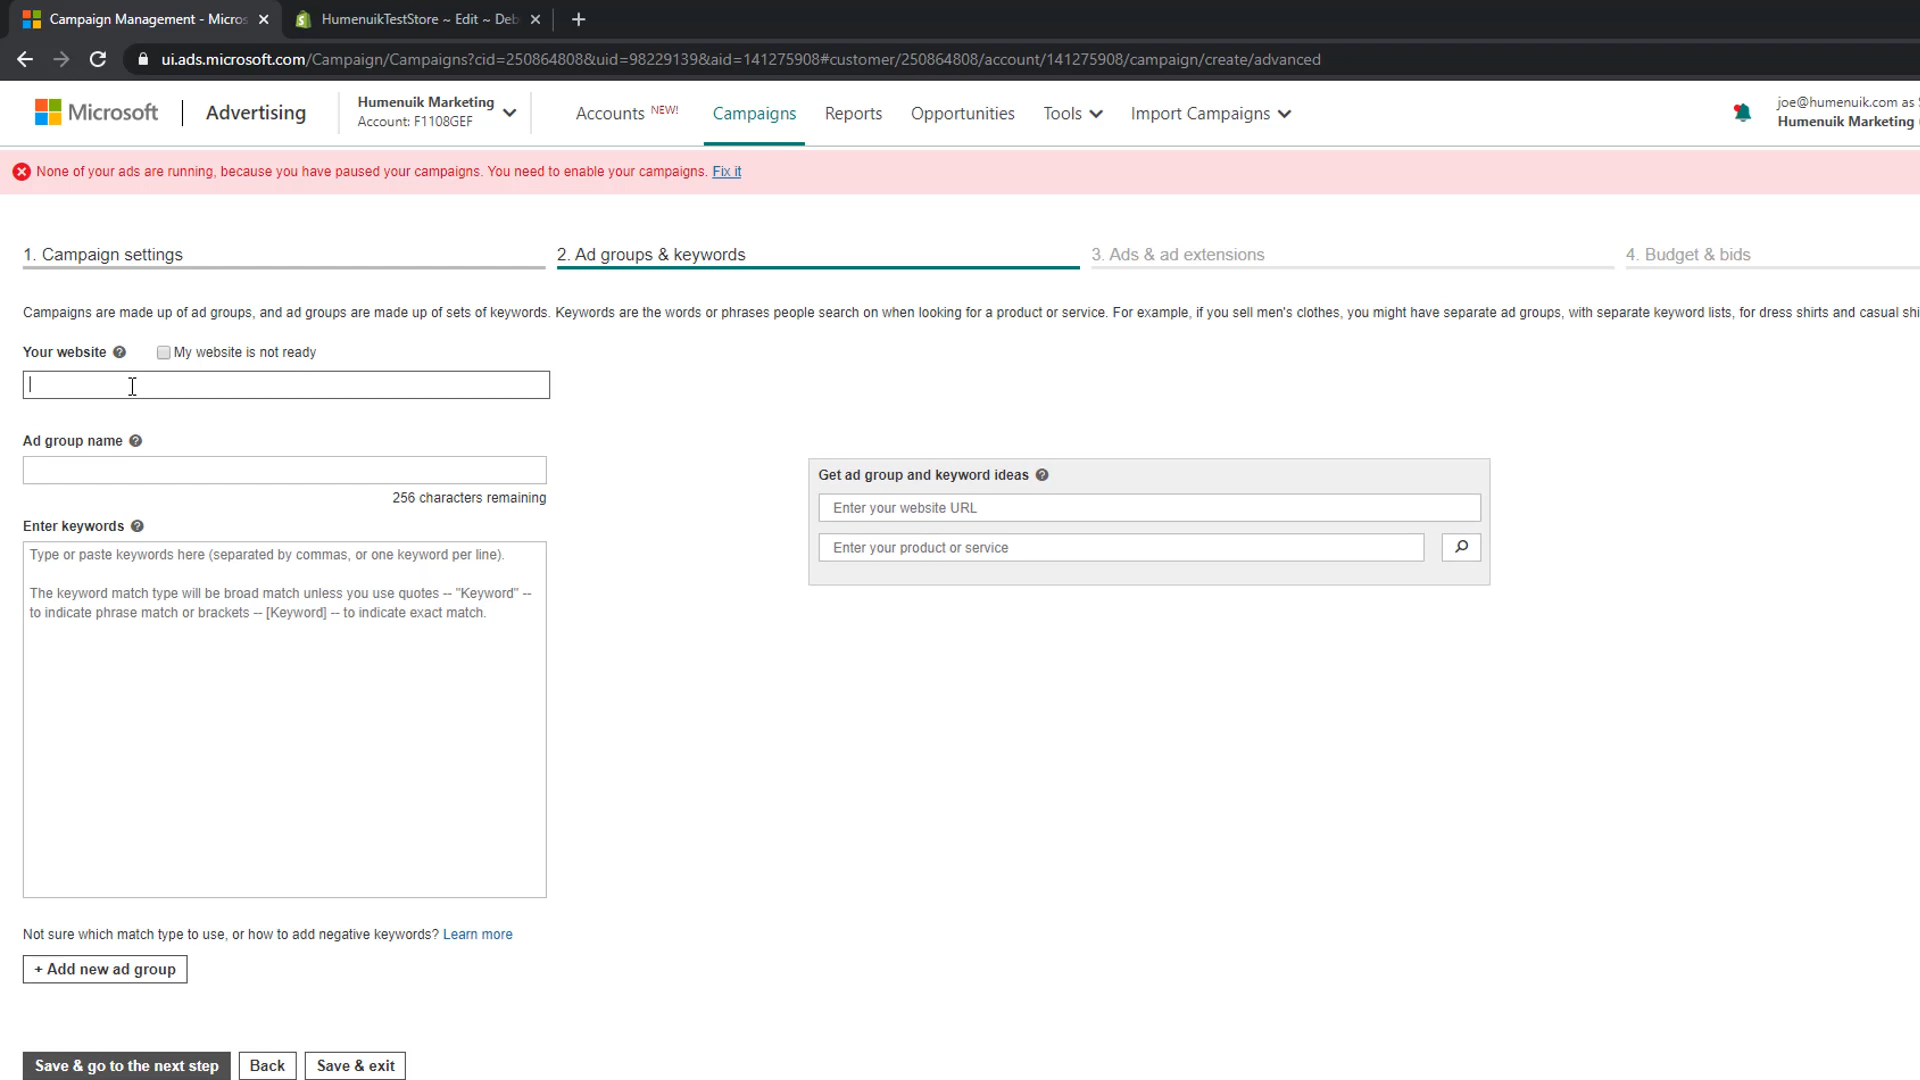 Campaign Management - Micros
HumenuikTestStore ~ Edit ~ Deb
ui.ads.microsoft.com/Campaign/Campaigns?cid=250864808&uid=98229139&aid=141275908#customer/250864808/account/141275908/campaign/create/advanced
Microsoft | Advertising
Humenuik Marketing
Account: F1108GEF
Accounts NEW!
Campaigns
Reports
Opportunities
Tools
Import Campaigns
joe@humenuik.com as S
Humenuik Marketing (
None of your ads are running, because you have paused your campaigns. You need to enable your campaigns. Fix it
1. Campaign settings
2. Ad groups & keywords
3. Ads & ad extensions
4. Budget & bids
Campaigns are made up of ad groups, and ad groups are made up of sets of keywords. Keywords are the words or phrases people search on when looking for a product or service. For example, if you sell men's clothes, you might have separate ad groups, with separate keyword lists, for dress shirts and casual shi
Your website
My website is not ready
Ad group name
256 characters remaining
Enter keywords
Type or paste keywords here (separated by commas, or one keyword per line).
The keyword match type will be broad match unless you use quotes -- "Keyword" --
to indicate phrase match or brackets -- [Keyword] -- to indicate exact match.
Get ad group and keyword ideas
Enter your website URL
Enter your product or service
Not sure which match type to use, or how to add negative keywords? Learn more
+ Add new ad group
Save & go to the next step
Back
Save & exit